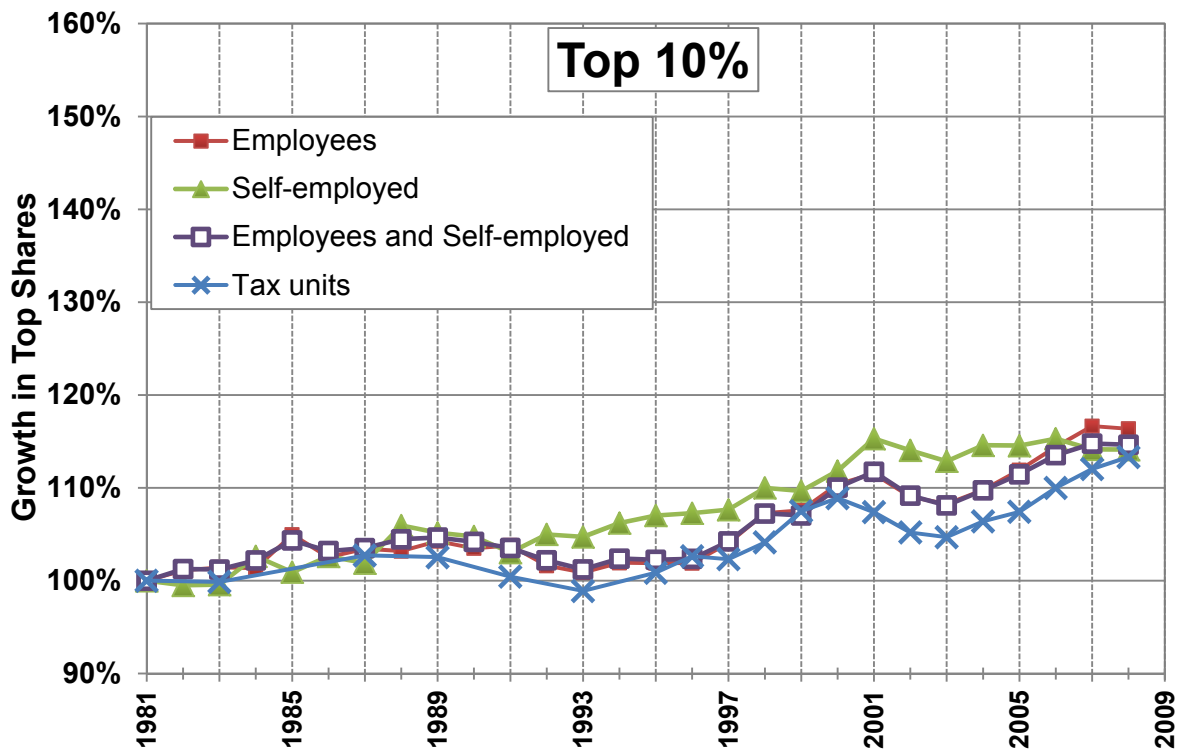 Top 10%
Growth in Top Shares
160%
150%
140%
130%
120%
110%
100%
90%
Employees
Self-employed
Employees and Self-employed
Tax units
1981
1985
1989
1993
1997
2001
2005
2009